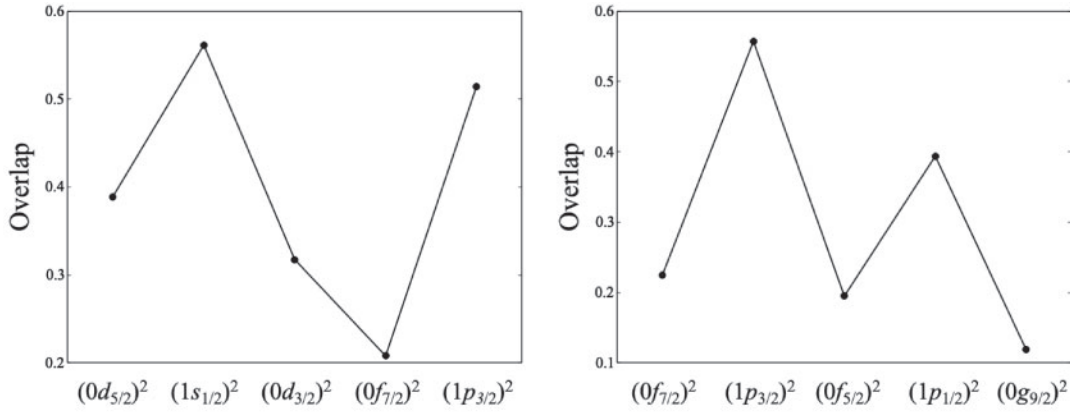 Overlap
0.6
0.5
0.4
0.3
0.2
(0d5/2)² (1s1/2)² (0d3/2)² (0f7/2)² (1p3/2)²
Overlap
0.6
0.5
0.4
0.3
0.2
0.1
(0f7/2)² (1p3/2)² (0f5/2)² (1p1/2)² (0g9/2)²